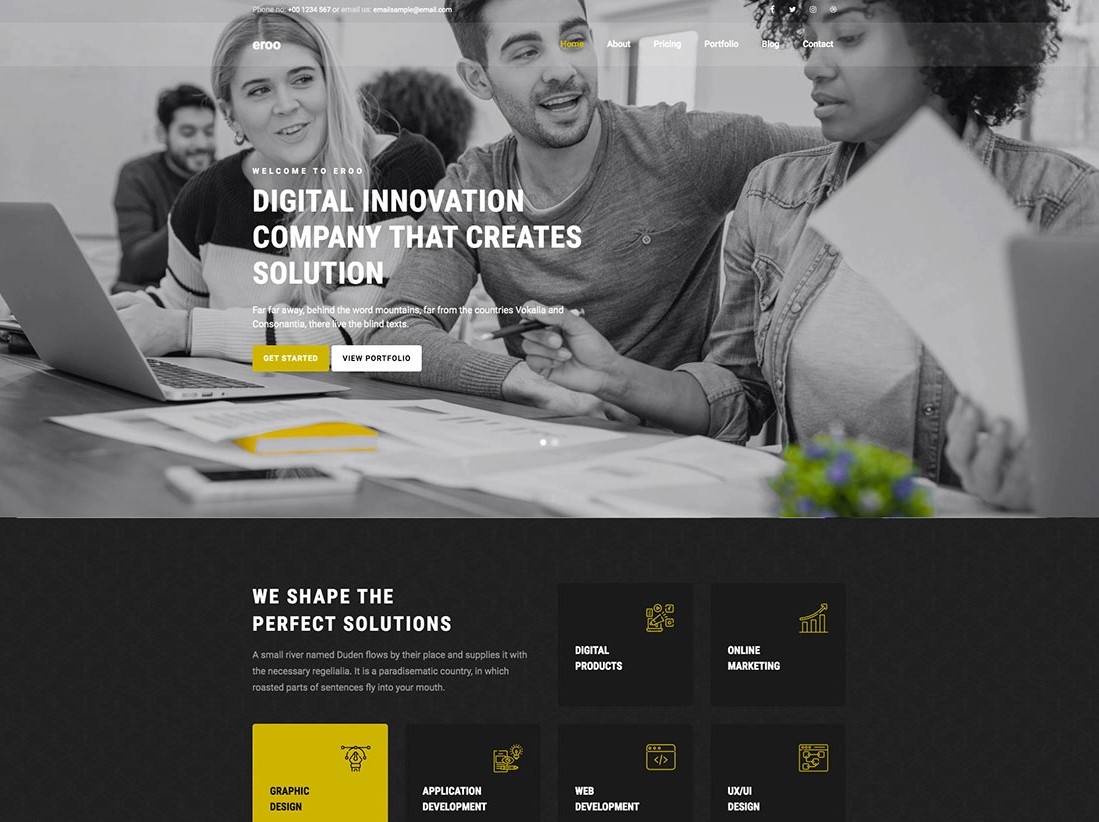 Phone no: +00 1234 567 or email us: emailsample@email.com
eroo
Home About Pricing Portfolio Blog Contact
WELCOME TO EROO
DIGITAL INNOVATION
COMPANY THAT CREATES
SOLUTION
Far far away, behind the word mountains, far from the countries Vokalia and
Consonantia, there live the blind texts.
GET STARTED VIEW PORTFOLIO
WE SHAPE THE
PERFECT SOLUTIONS
A small river named Duden flows by their place and supplies it with
the necessary regelialia. It is a paradisematic country, in which
roasted parts of sentences fly into your mouth.
DIGITAL
PRODUCTS
ONLINE
MARKETING
GRAPHIC
DESIGN
APPLICATION
DEVELOPMENT
WEB
DEVELOPMENT
UX/UI
DESIGN